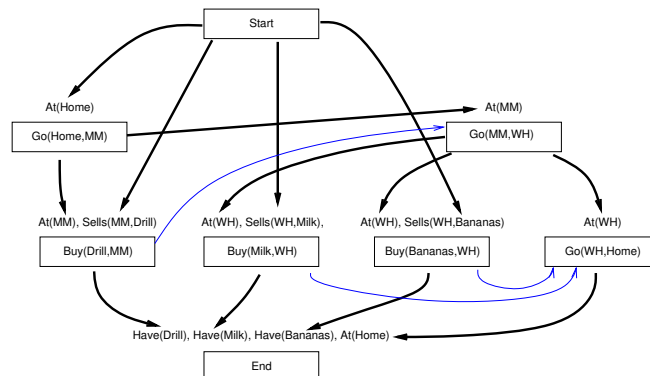 Start
At(Home)
At(MM)
Go(Home,MM)
Go(MM,WH)
At(MM), Sells(MM,Drill)
At(WH), Sells(WH,Milk),
At(WH), Sells(WH,Bananas)
At(WH)
Buy(Drill,MM)
Buy(Milk,WH)
Buy(Bananas,WH)
Go(WH,Home)
Have(Drill), Have(Milk), Have(Bananas), At(Home)
End